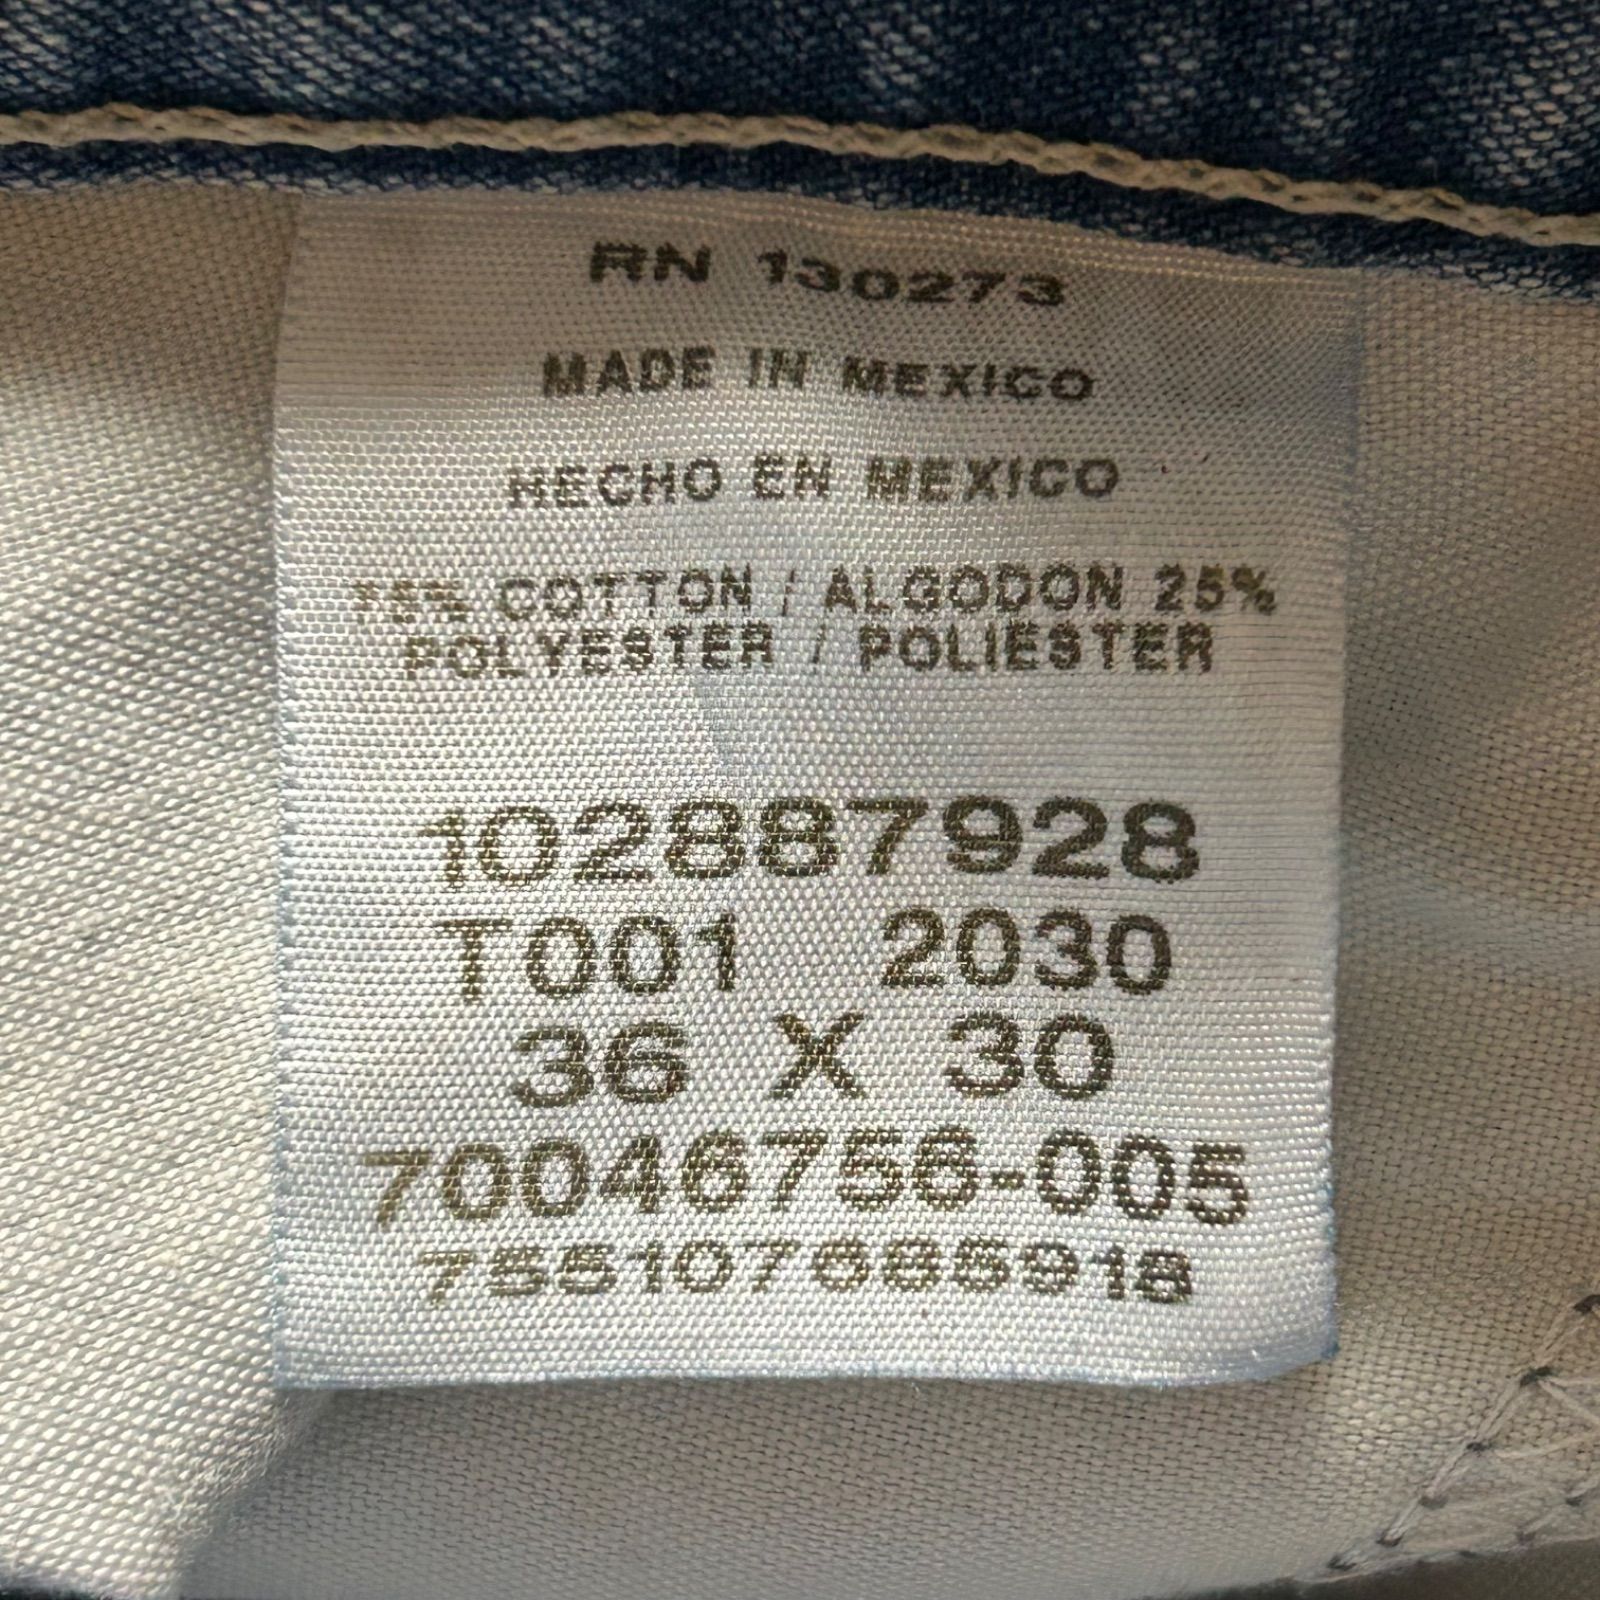 RN 130273
MADE IN MEXICO
HECHO EN MEXICO
75% COTTON / ALGODON 25%
POLYESTER / POLIESTER
102887928
T001 2030
36 X 30
70046756-005
755107685918